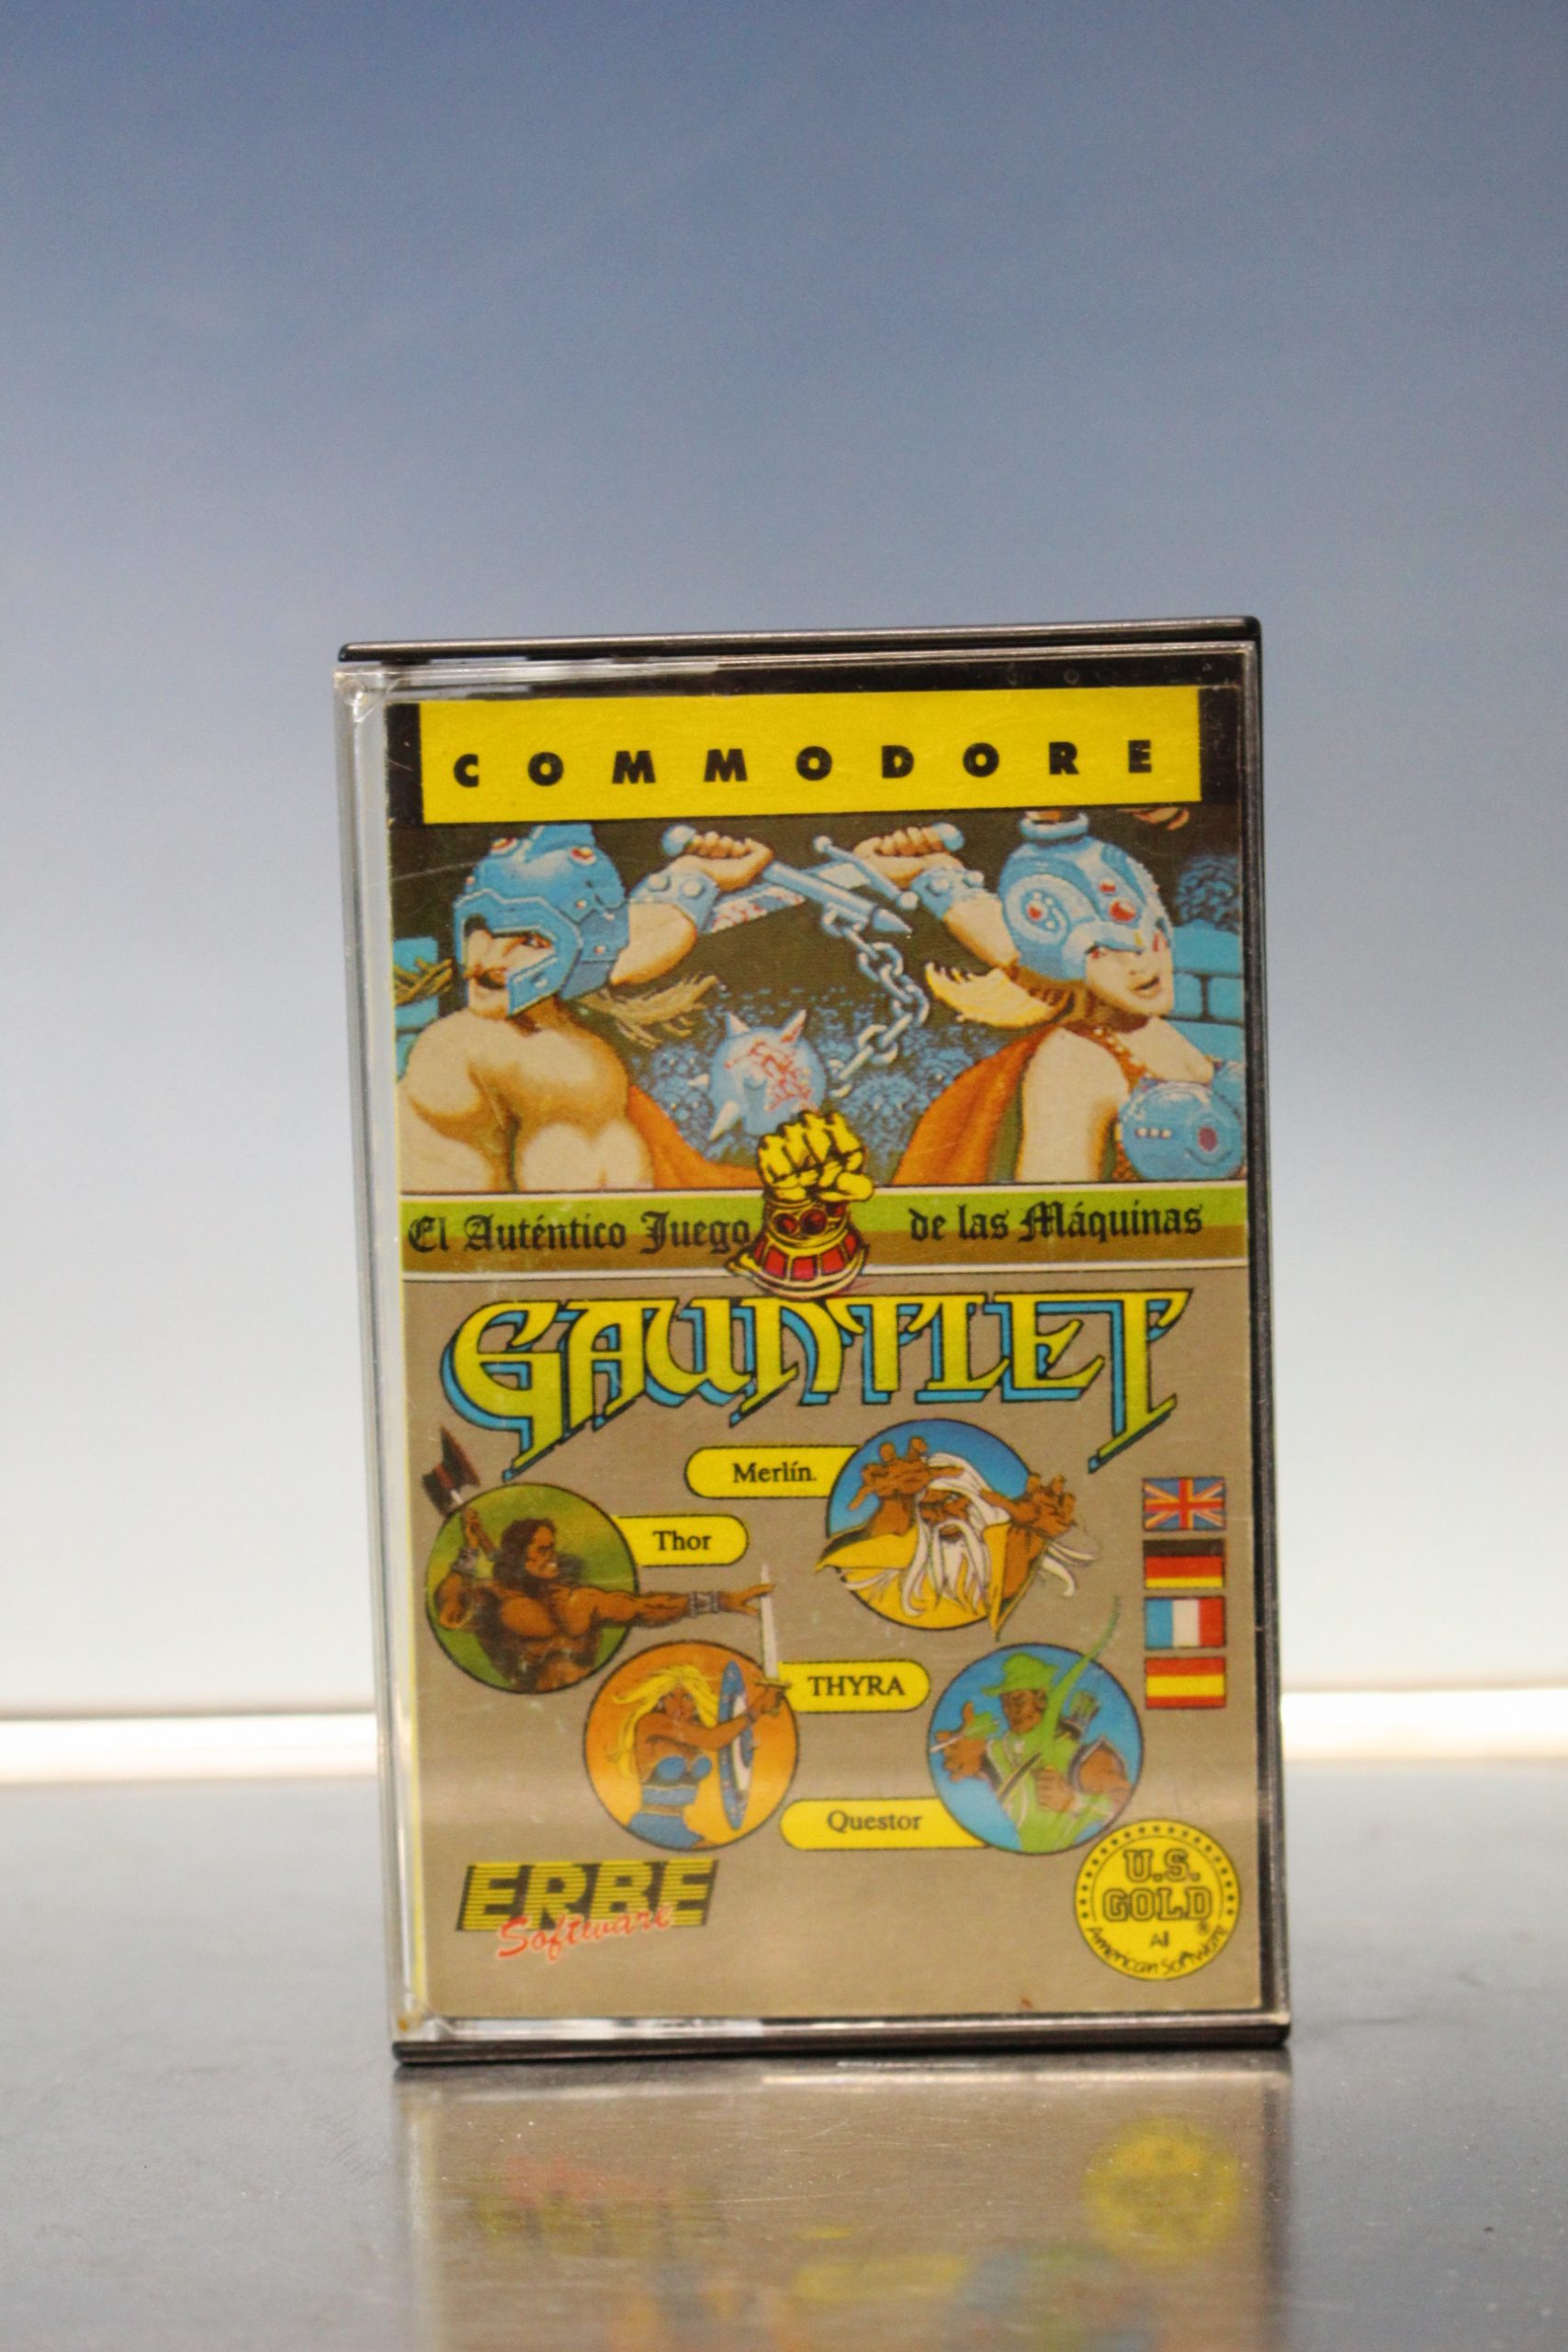 COMMODORE
El Auténtico Juego de las Máquinas
GAUNTLET
Merlín.
Thor
THYRA
Questor
ERBE
Software
U.S.
GOLD®
All
American Software